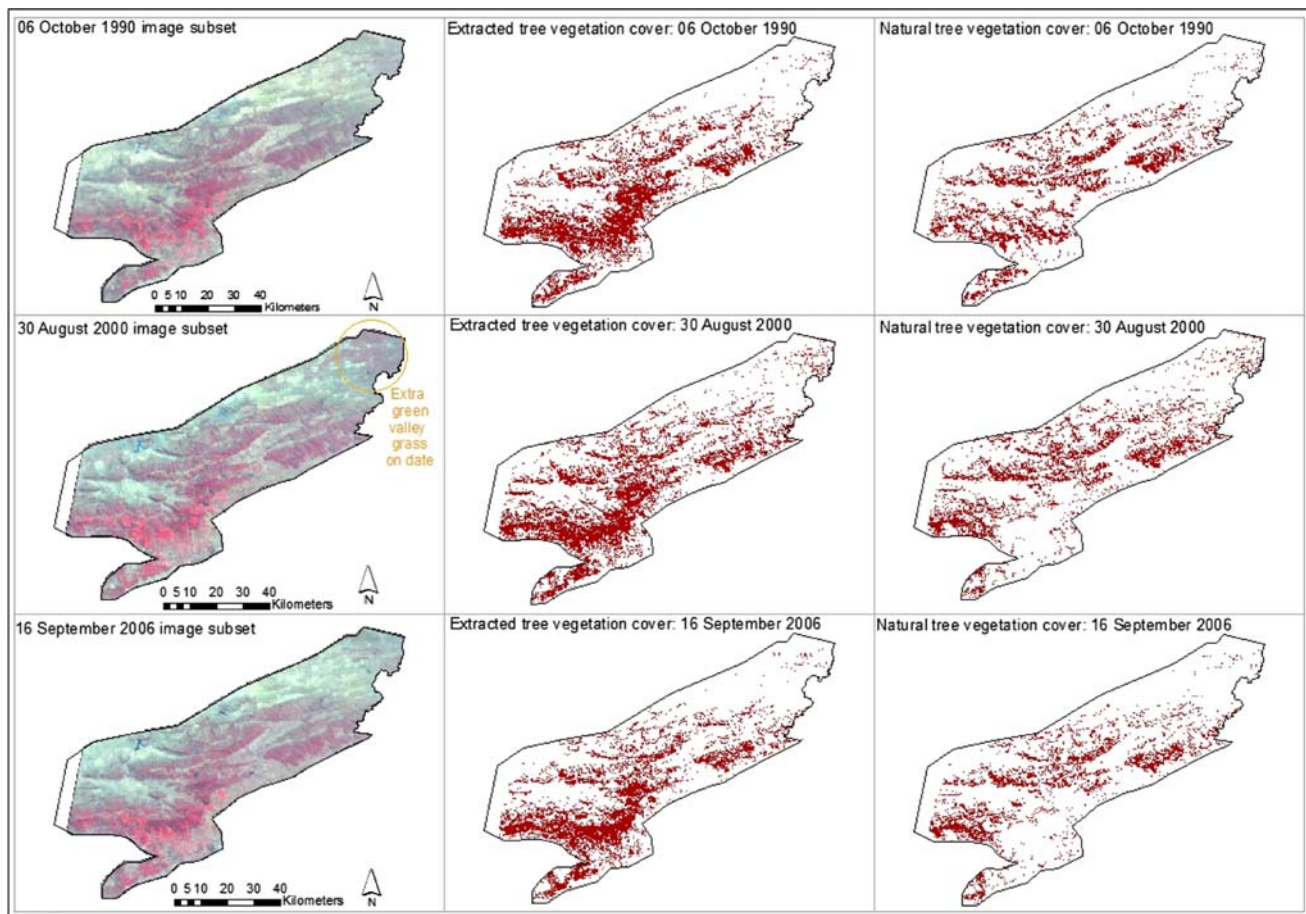 06 October 1990 image subset
Extracted tree vegetation cover: 06 October 1990
Natural tree vegetation cover: 06 October 1990
0 5 10 20 30 40
Kilometers
N
30 August 2000 image subset
Extra
green
valley
grass
on date
Extracted tree vegetation cover: 30 August 2000
Natural tree vegetation cover: 30 August 2000
0 5 10 20 30 40
Kilometers
N
16 September 2006 image subset
Extracted tree vegetation cover: 16 September 2006
Natural tree vegetation cover: 16 September 2006
0 5 10 20 30 40
Kilometers
N